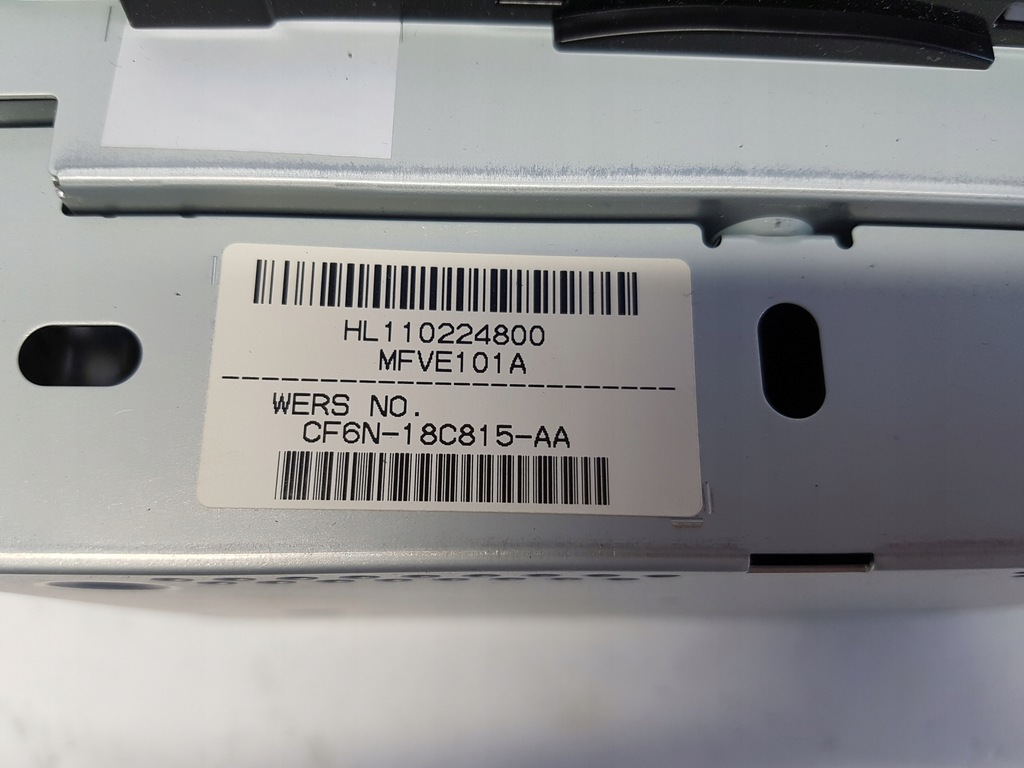 HL110224800
MFVE101A
WERS NO.
CF6N-18C815-AA